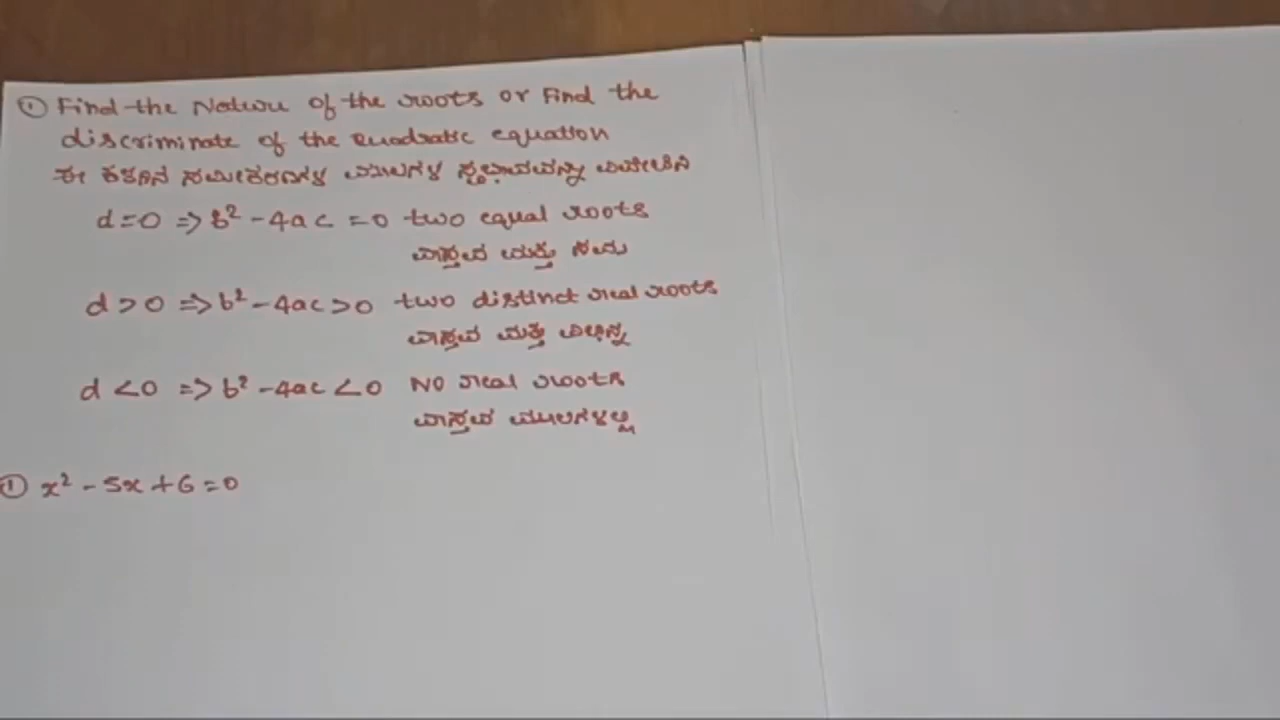 ① Find the Nature of the roots or Find the
discriminate of the Quadratic equation
ಈ ಕೆಳಗಿನ ಸಮೀಕರಣಗಳ ಮೂಲಗಳ ಸ್ವಭಾವವನ್ನು ವಿವೇಚಿಸಿ
d=0 ⇒ b² - 4ac = 0 two equal roots
ವಾಸ್ತವ ಮತ್ತು ಸಮ
d>0 ⇒ b² - 4ac > 0 two distinct real roots
ವಾಸ್ತವ ಮತ್ತು ವಿಭಿನ್ನ
d<0 ⇒ b² - 4ac < 0 No real roots
ವಾಸ್ತವ ಮೂಲಗಳಿಲ್ಲ
① x² - 5x + 6 = 0